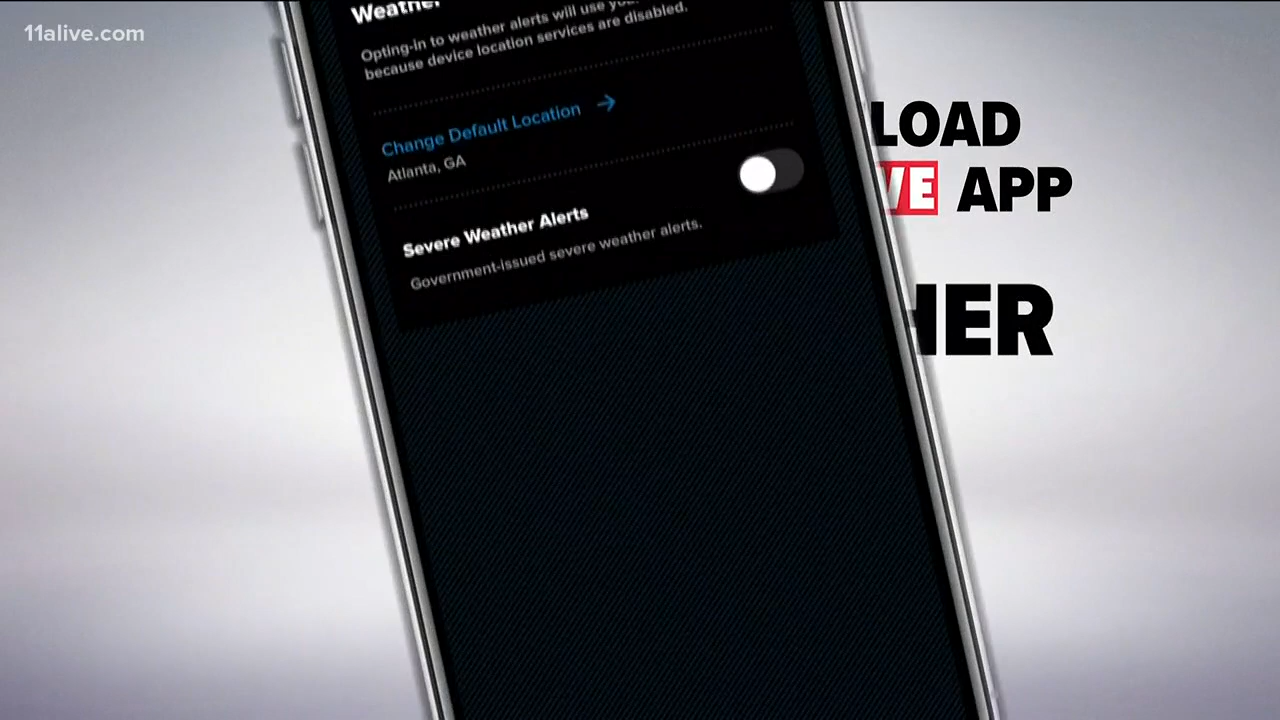 11alive.com
Weather
Opting-in to weather alerts will use
because device location services are disabled.
Change Default Location →
Atlanta, GA
Severe Weather Alerts
Government-issued severe weather alerts.
LOAD
VE APP
HER